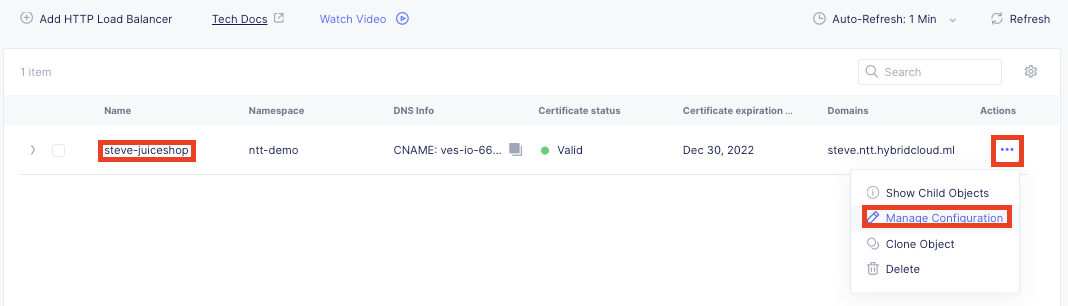 Add HTTP Load Balancer Tech Docs Watch Video Auto-Refresh: 1 Min Refresh
1 item Search
Name Namespace DNS Info Certificate status Certificate expiration ... Domains Actions
steve-juiceshop ntt-demo CNAME: ves-io-66... Valid Dec 30, 2022 steve.ntt.hybridcloud.ml
Show Child Objects
Manage Configuration
Clone Object
Delete